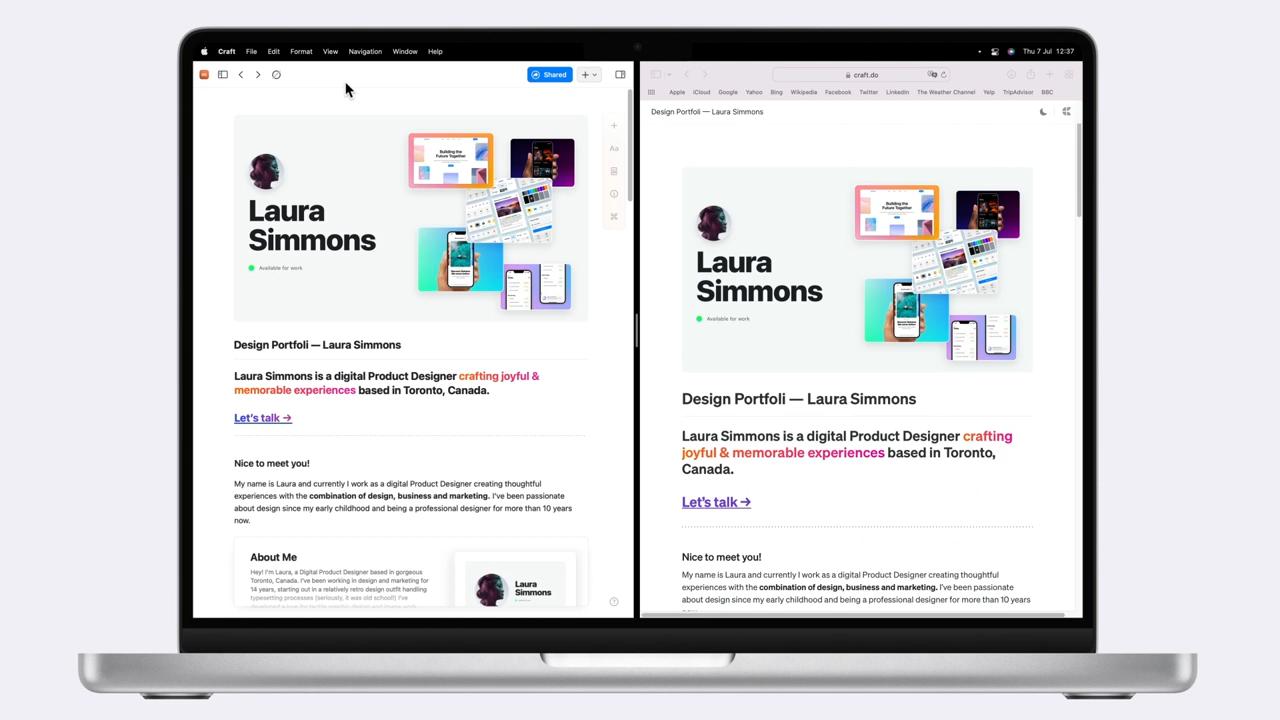 Craft File Edit Format View Navigation Window Help
Thu 7 Jul 12:37
Shared
Building the
Future Together
Laura
Simmons
Available for work
Aa
Design Portfoli — Laura Simmons
Laura Simmons is a digital Product Designer crafting joyful &
memorable experiences based in Toronto, Canada.
Let's talk →
Nice to meet you!
My name is Laura and currently I work as a digital Product Designer creating thoughtful
experiences with the combination of design, business and marketing. I've been passionate
about design since my early childhood and being a professional designer for more than 10 years
now.
About Me
Hey! I'm Laura, a Digital Product Designer based in gorgeous
Toronto, Canada. I've been working in design and marketing for
14 years, starting out in a relatively retro design outfit handling
typesetting processes (seriously, it was old school!) I've
Laura
Simmons
craft.do
Apple iCloud Google Yahoo Bing Wikipedia Facebook Twitter LinkedIn The Weather Channel Yelp TripAdvisor BBC
Design Portfoli — Laura Simmons
Building the
Future Together
Laura
Simmons
Available for work
Design Portfoli — Laura Simmons
Laura Simmons is a digital Product Designer crafting
joyful & memorable experiences based in Toronto,
Canada.
Let's talk →
Nice to meet you!
My name is Laura and currently I work as a digital Product Designer creating thoughtful
experiences with the combination of design, business and marketing. I've been passionate
about design since my early childhood and being a professional designer for more than 10 years